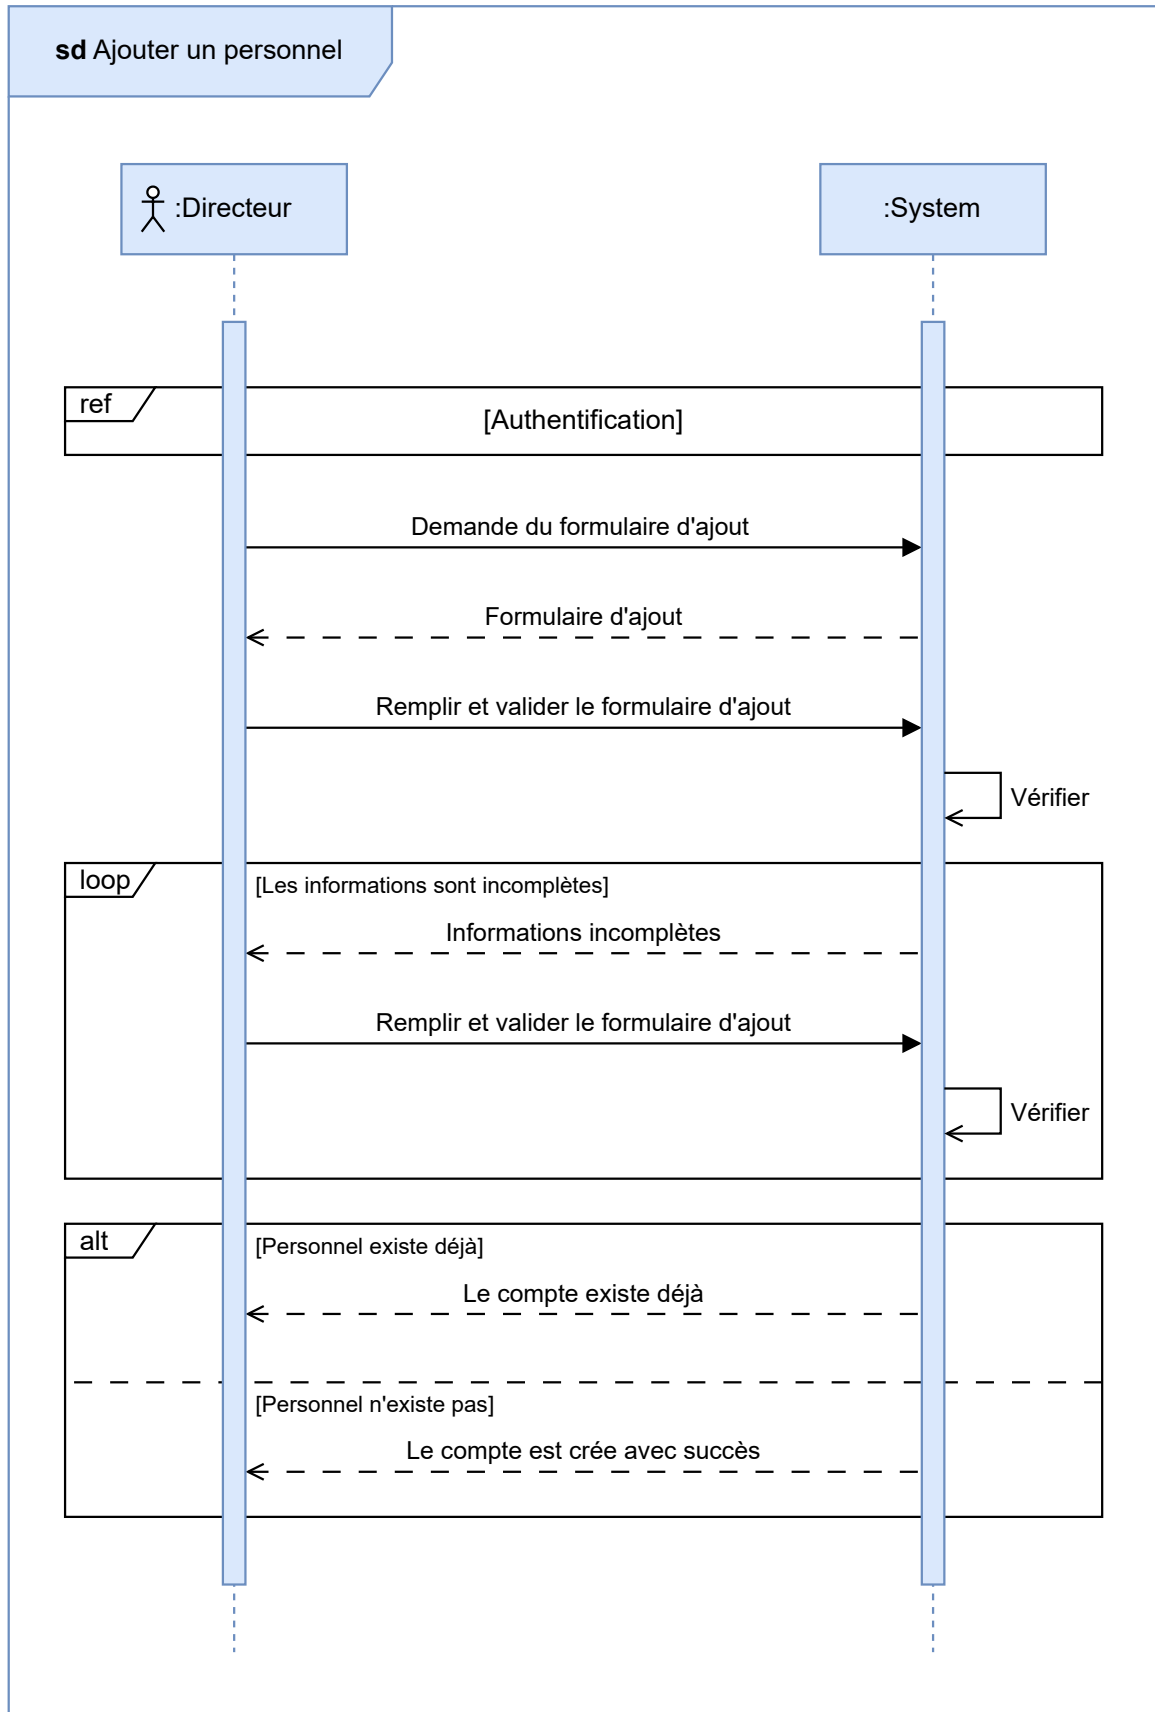 sd Ajouter un personnel
:Directeur
:System
ref
[Authentification]
Demande du formulaire d'ajout
Formulaire d'ajout
Remplir et valider le formulaire d'ajout
Vérifier
loop
[Les informations sont incomplètes]
Informations incomplètes
Remplir et valider le formulaire d'ajout
Vérifier
alt
[Personnel existe déjà]
Le compte existe déjà
[Personnel n'existe pas]
Le compte est crée avec succès